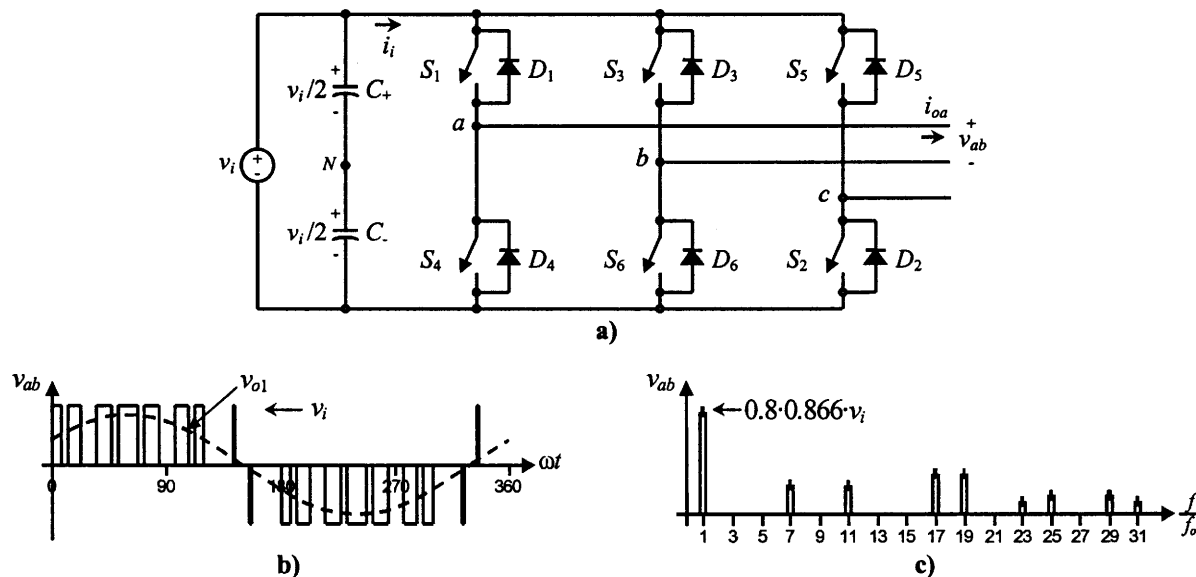 i_i
S_1 D_1 S_3 D_3 S_5 D_5
v_i/2 + C_+ -
i_oa
a + v_ab -
v_i + - N b
c
v_i/2 + C_- -
S_4 D_4 S_6 D_6 S_2 D_2
a)
v_ab v_o1 v_i
0 90 180 270 360 ωt
b)
v_ab 0.8·0.866·v_i
1 3 5 7 9 11 13 15 17 19 21 23 25 27 29 31 f/f_o
c)